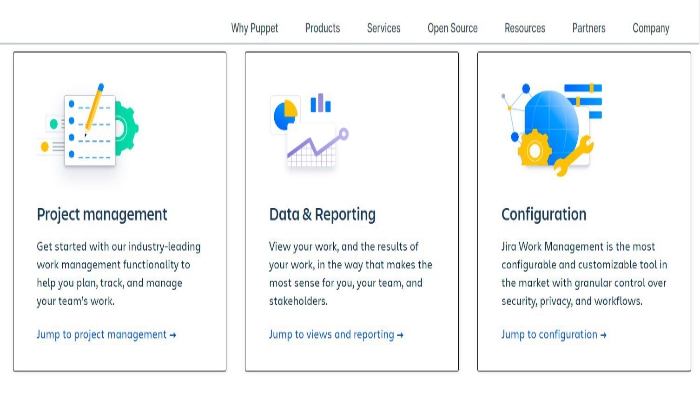 Why Puppet Products Services Open Source Resources Partners Company
Project management
Get started with our industry-leading
work management functionality to
help you plan, track, and manage
your team's work.
Jump to project management →
Data & Reporting
View your work, and the results of
your work, in the way that makes the
most sense for you, your team, and
stakeholders.
Jump to views and reporting →
Configuration
Jira Work Management is the most
configurable and customizable tool in
the market with granular control over
security, privacy, and workflows.
Jump to configuration →